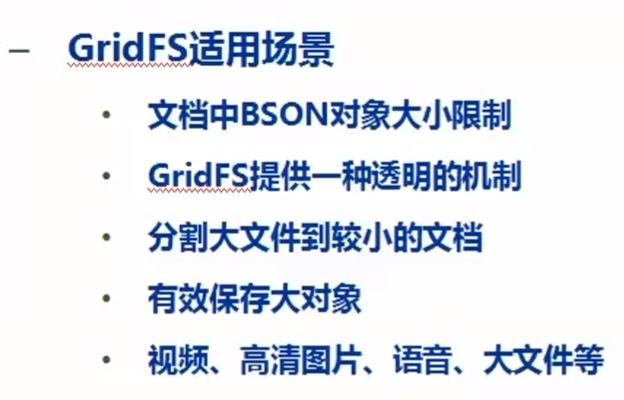 – GridFS适用场景
• 文档中BSON对象大小限制
• GridFS提供一种透明的机制
• 分割大文件到较小的文档
• 有效保存大对象
• 视频、高清图片、语音、大文件等